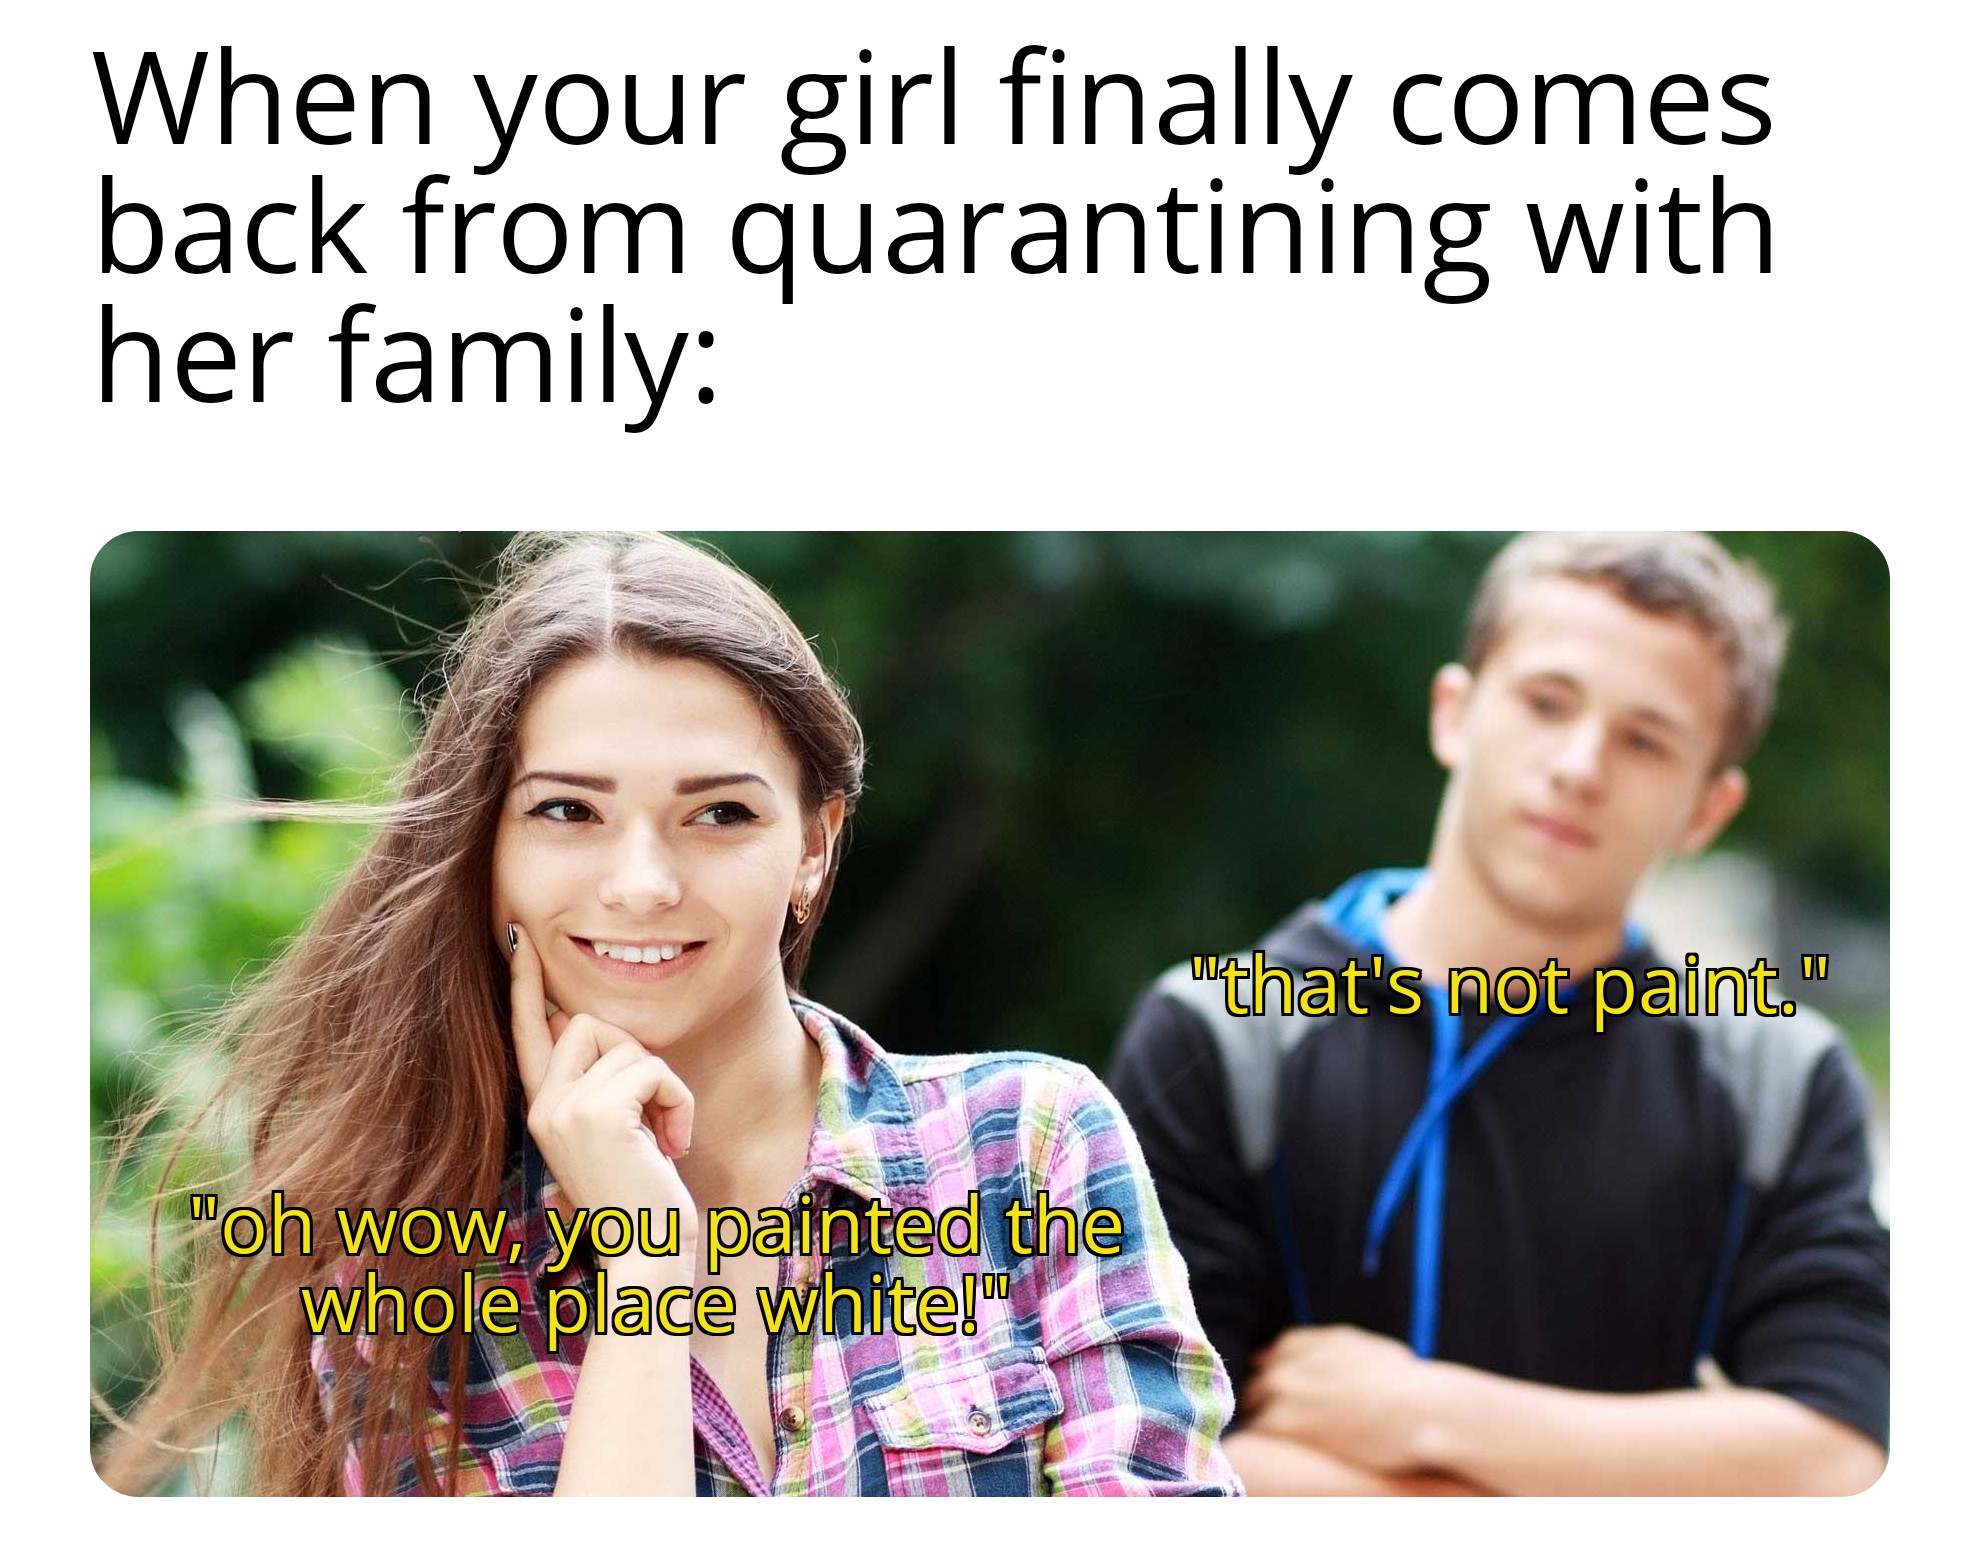 When your girl finally comes
back from quarantining with
her family:
"that's not paint."
"oh wow, you painted the
whole place white!"